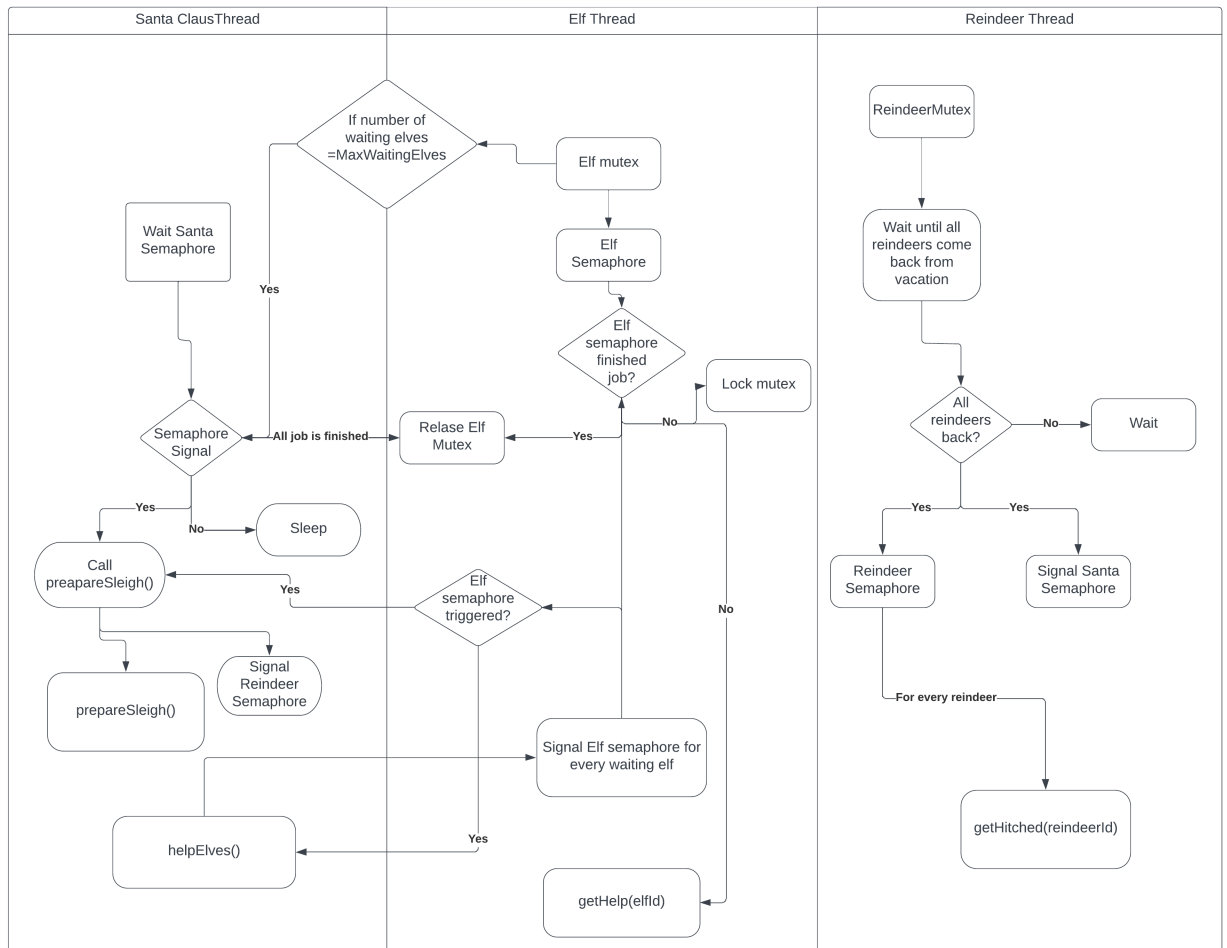 Santa ClausThread
Elf Thread
Reindeer Thread
If number of
waiting elves
=MaxWaitingElves
Elf mutex
ReindeerMutex
Wait Santa
Semaphore
Elf
Semaphore
Wait until all
reindeers come
back from
vacation
Yes
Elf
semaphore
finished
job?
Lock mutex
No
Semaphore
Signal
All job is finished
Relase Elf
Mutex
Yes
All
reindeers
back?
No
Wait
Yes
No
Sleep
Yes
Yes
Call
preapareSleigh()
Yes
Elf
semaphore
triggered?
No
Reindeer
Semaphore
Signal Santa
Semaphore
prepareSleigh()
Signal
Reindeer
Semaphore
For every reindeer
Signal Elf semaphore for
every waiting elf
helpElves()
Yes
getHitched(reindeerId)
getHelp(elfId)